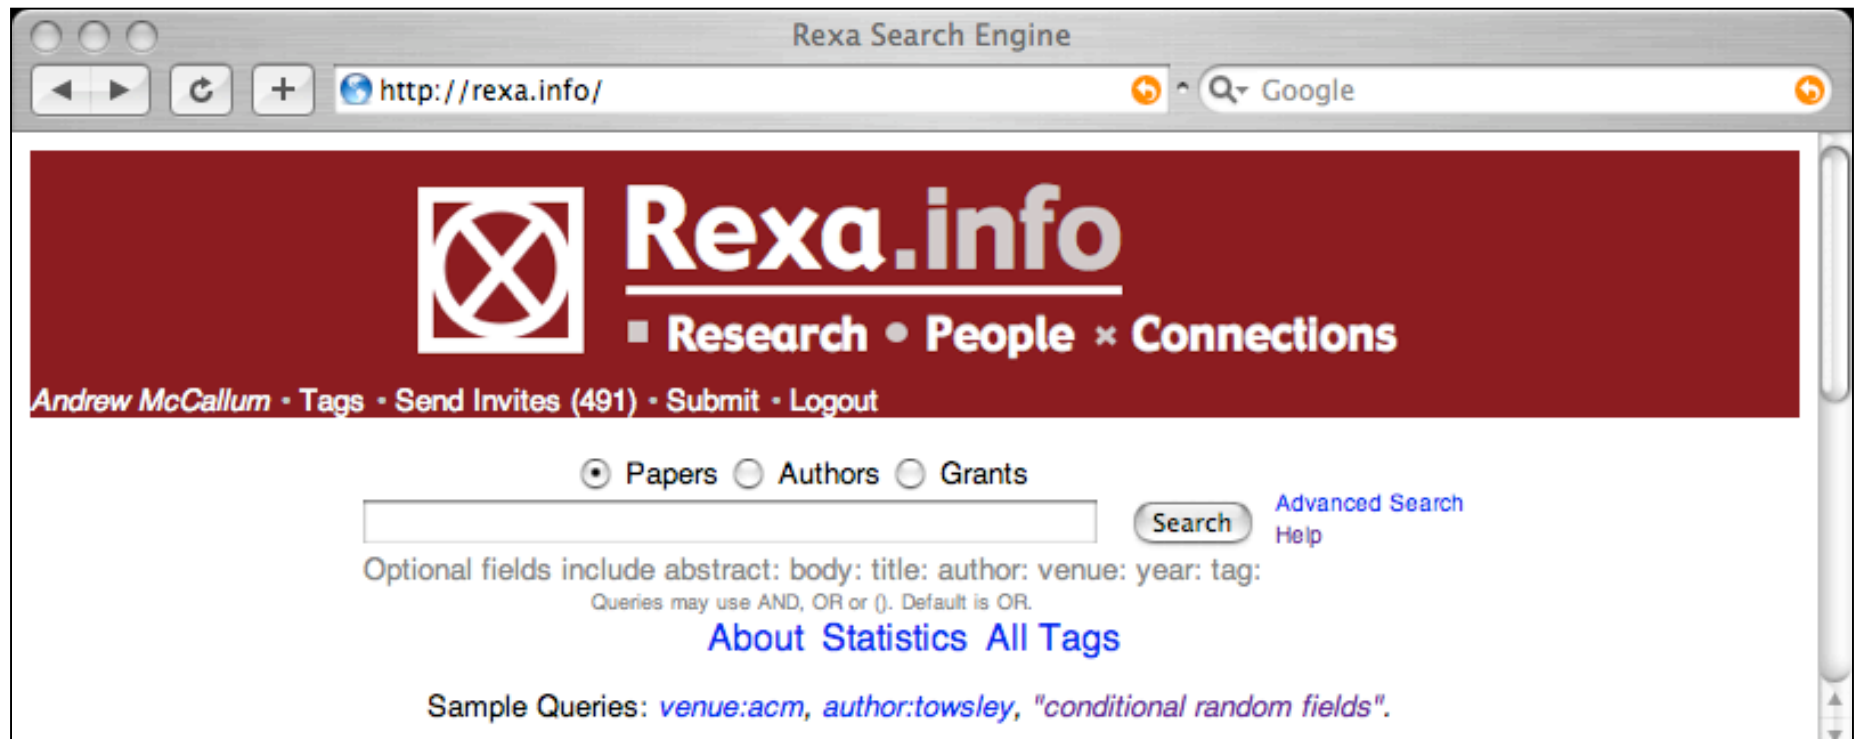 Rexa Search Engine
http://rexa.info/ Google
Rexa.info
Research • People × Connections
Andrew McCallum • Tags • Send Invites (491) • Submit • Logout
Papers Authors Grants
Search
Advanced Search
Help
Optional fields include abstract: body: title: author: venue: year: tag:
Queries may use AND, OR or (). Default is OR.
About Statistics All Tags
Sample Queries: venue:acm, author:towsley, "conditional random fields".